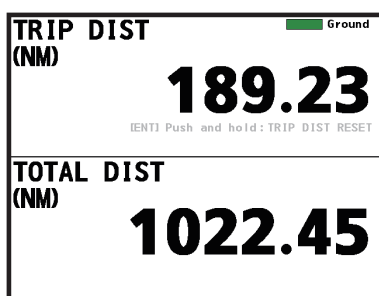 TRIP DIST
Ground
(NM)
189.23
[ENT] Push and hold : TRIP DIST RESET
TOTAL DIST
(NM)
1022.45